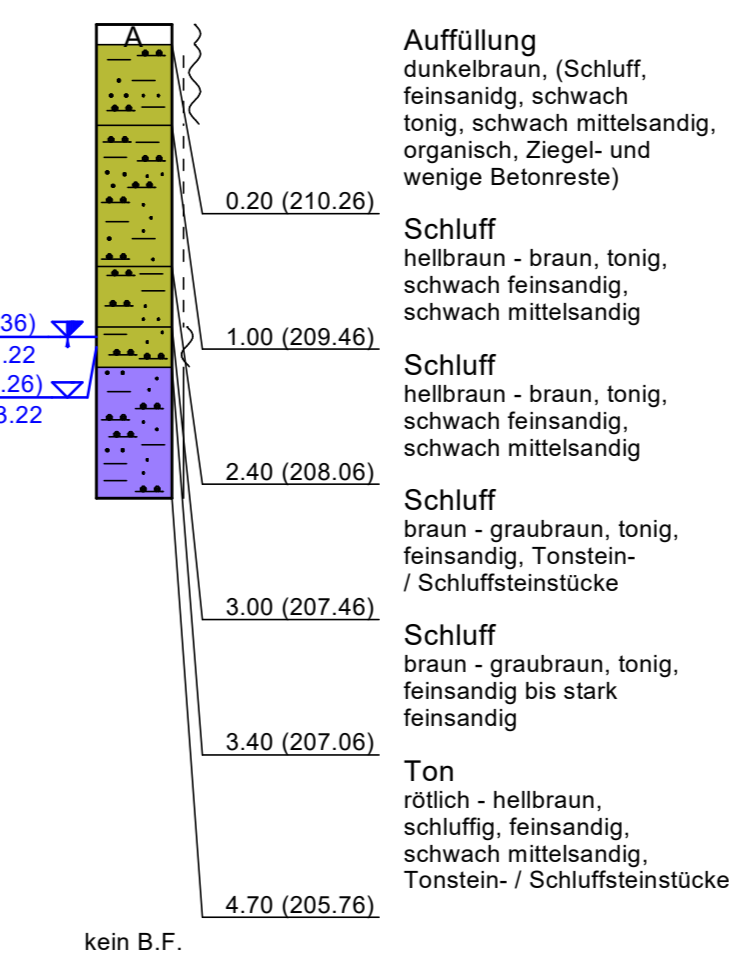 A
Auffüllung
dunkelbraun, (Schluff,
feinsanidg, schwach
tonig, schwach mittelsandig,
organisch, Ziegel- und
wenige Betonreste)
0.20 (210.26)
Schluff
hellbraun - braun, tonig,
schwach feinsandig,
schwach mittelsandig
1.00 (209.46)
Schluff
hellbraun - braun, tonig,
schwach feinsandig,
schwach mittelsandig
2.40 (208.06)
Schluff
braun - graubraun, tonig,
feinsandig, Tonstein-
/ Schluffsteinstücke
3.00 (207.46)
Schluff
braun - graubraun, tonig,
feinsandig bis stark
feinsandig
3.40 (207.06)
Ton
rötlich - hellbraun,
schluffig, feinsandig,
schwach mittelsandig,
Tonstein- / Schluffsteinstücke
4.70 (205.76)
36)
.22
.26)
3.22
kein B.F.